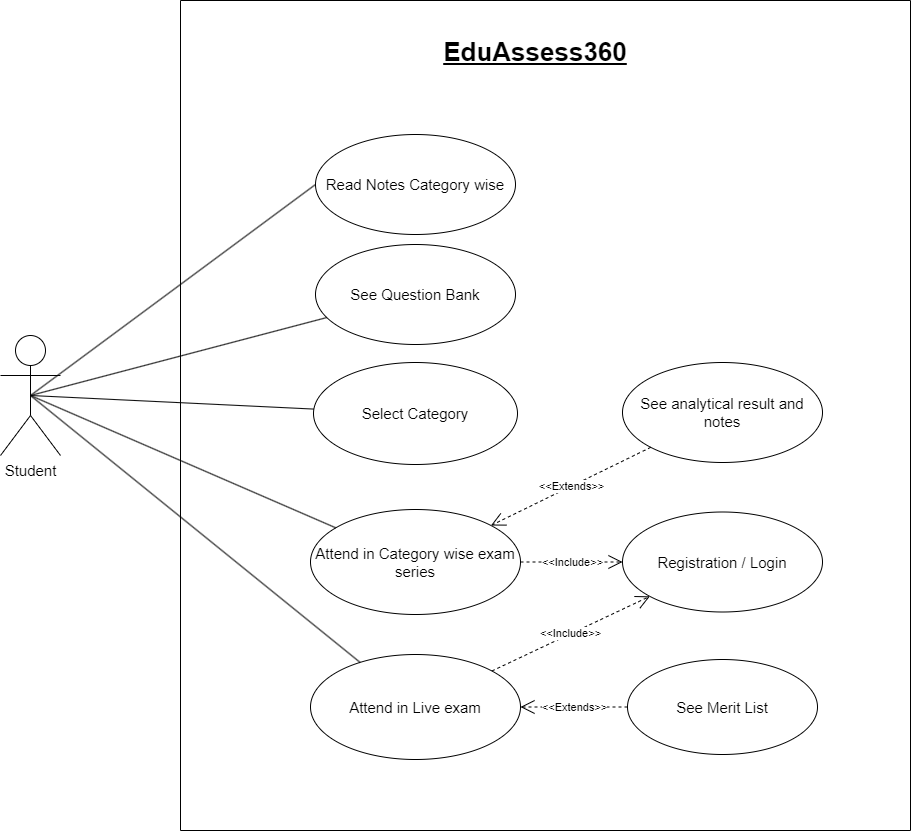 EduAssess360
Read Notes Category wise
See Question Bank
Select Category
See analytical result and
notes
Student
<<Extends>>
Attend in Category wise exam
series
<<Include>>
Registration / Login
<<Include>>
Attend in Live exam
<<Extends>>
See Merit List